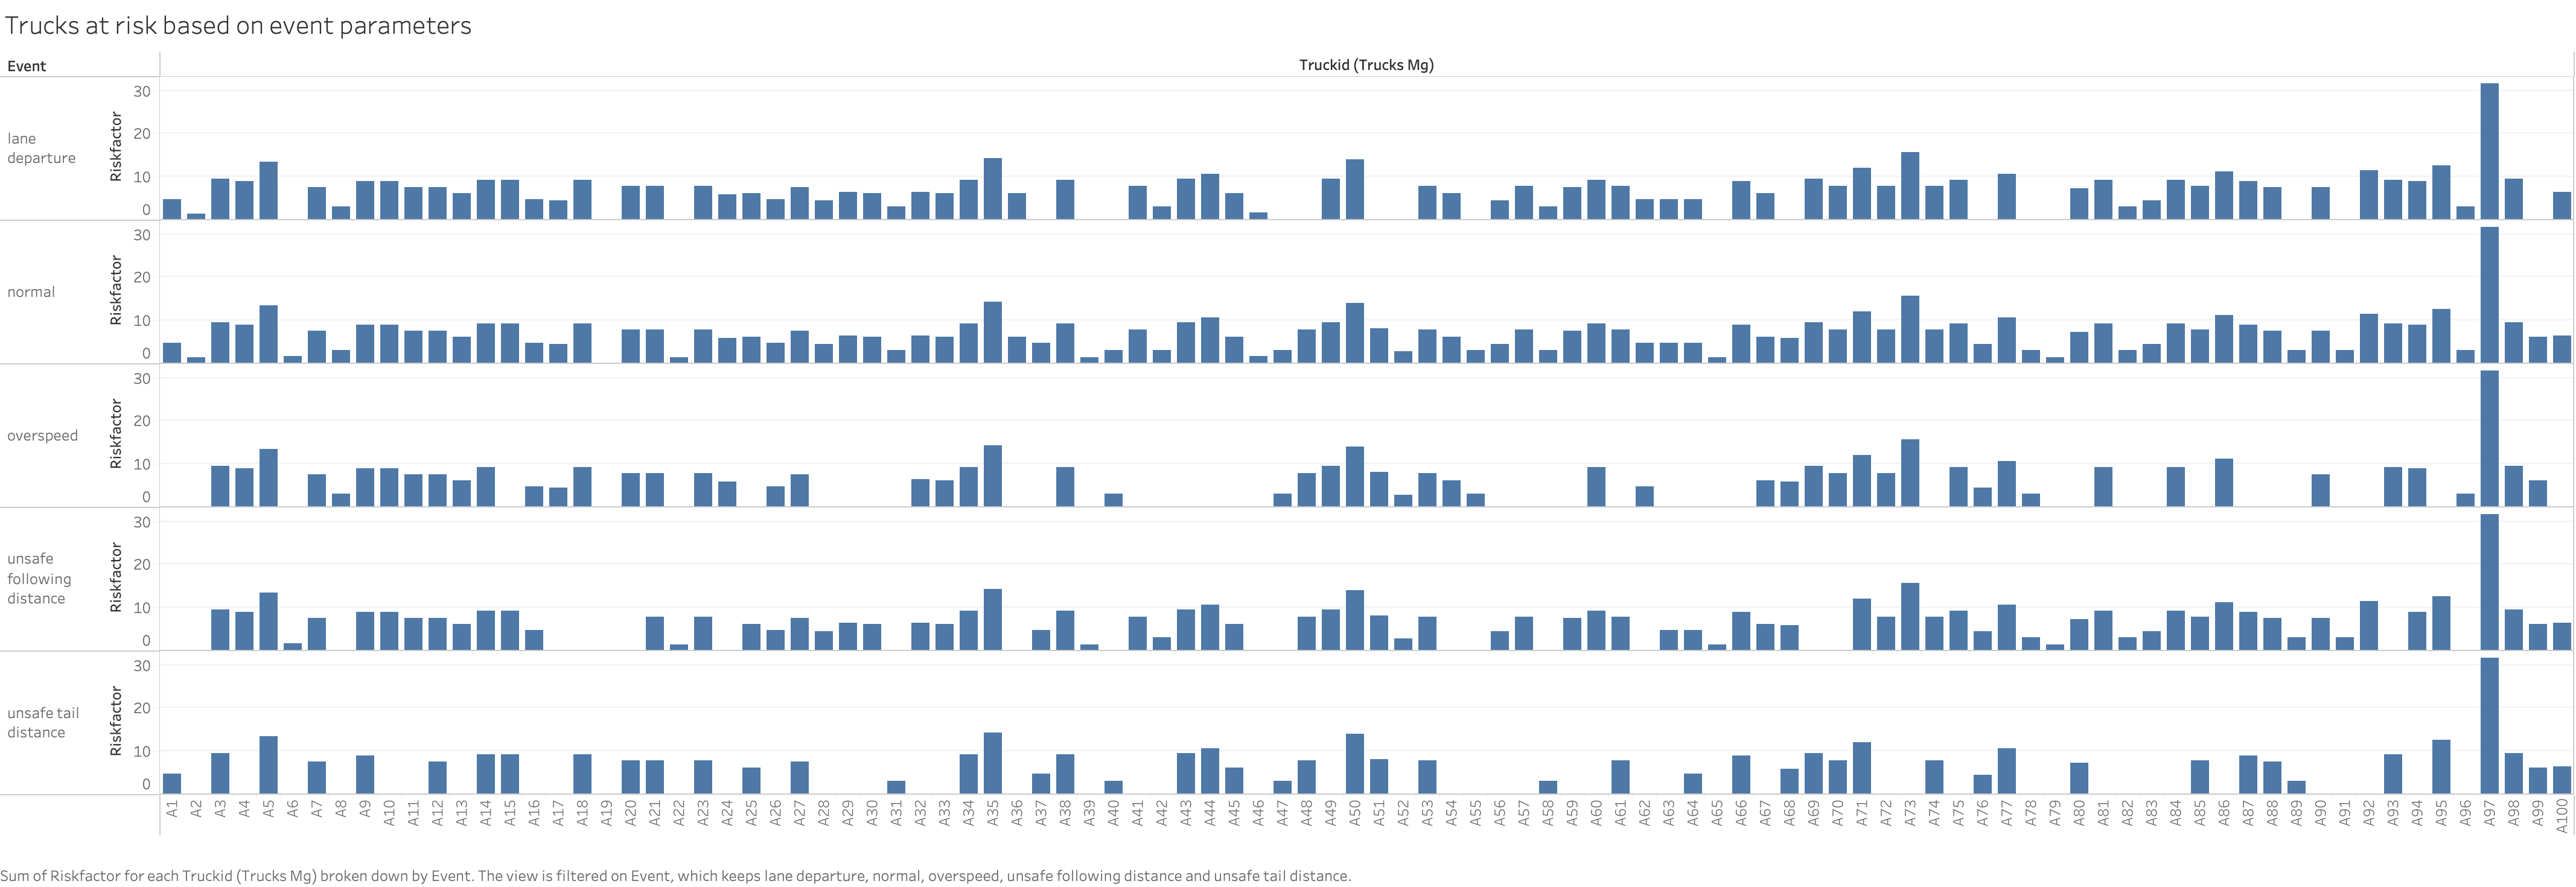 Trucks at risk based on event parameters
Event
Truckid (Trucks Mg)
lane
departure
Riskfactor
30
20
10
0
normal
Riskfactor
30
20
10
0
overspeed
Riskfactor
30
20
10
0
unsafe
following
distance
Riskfactor
30
20
10
0
unsafe tail
distance
Riskfactor
30
20
10
0
A1 A2 A3 A4 A5 A6 A7 A8 A9 A10 A11 A12 A13 A14 A15 A16 A17 A18 A19 A20 A21 A22 A23 A24 A25 A26 A27 A28 A29 A30 A31 A32 A33 A34 A35 A36 A37 A38 A39 A40 A41 A42 A43 A44 A45 A46 A47 A48 A49 A50 A51 A52 A53 A54 A55 A56 A57 A58 A59 A60 A61 A62 A63 A64 A65 A66 A67 A68 A69 A70 A71 A72 A73 A74 A75 A76 A77 A78 A79 A80 A81 A82 A83 A84 A85 A86 A87 A88 A89 A90 A91 A92 A93 A94 A95 A96 A97 A98 A99 A100
Sum of Riskfactor for each Truckid (Trucks Mg) broken down by Event. The view is filtered on Event, which keeps lane departure, normal, overspeed, unsafe following distance and unsafe tail distance.